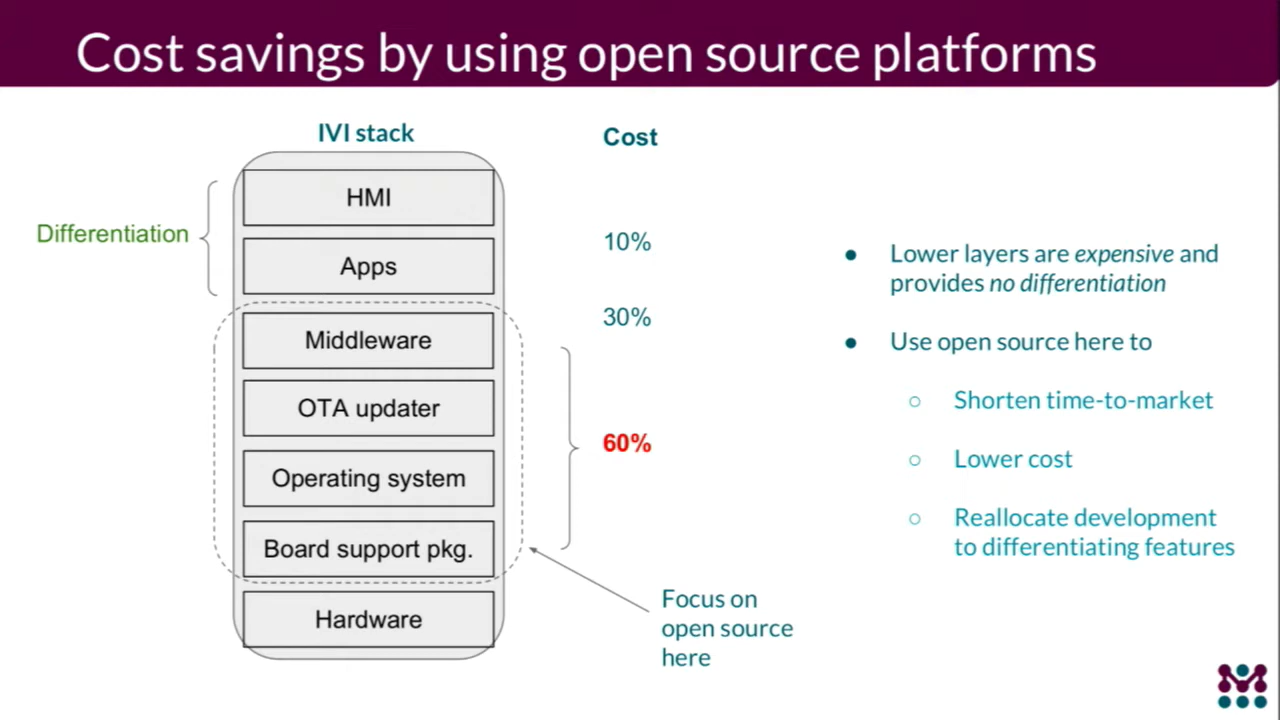 Cost savings by using open source platforms
IVI stack
Cost
HMI
Differentiation
10%
Apps
30%
Middleware
OTA updater
60%
Operating system
Board support pkg.
Hardware
Focus on
open source
here
● Lower layers are expensive and
provides no differentiation
● Use open source here to
○ Shorten time-to-market
○ Lower cost
○ Reallocate development
to differentiating features